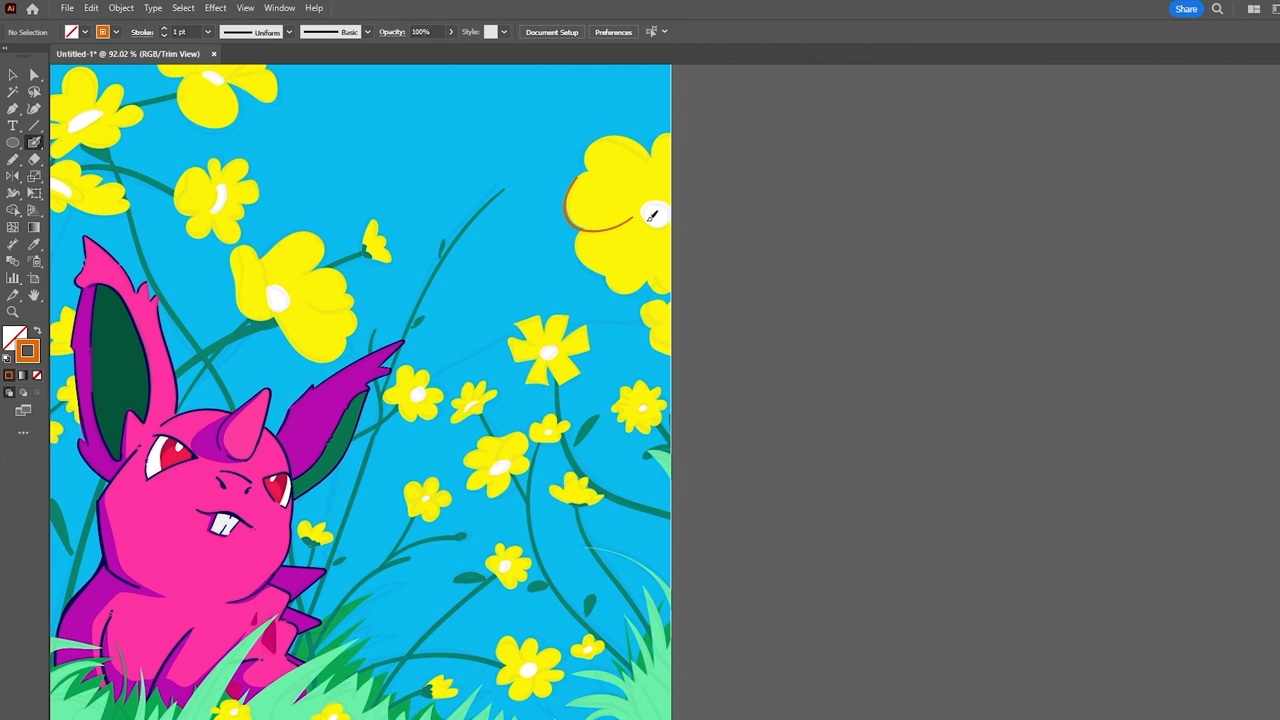 Ai File Edit Object Type Select Effect View Window Help Share
No Selection Stroke: 1 pt Uniform Basic Opacity: 100% Style: Document Setup Preferences
Untitled-1* @ 92.02 % (RGB/Trim View) ×
T